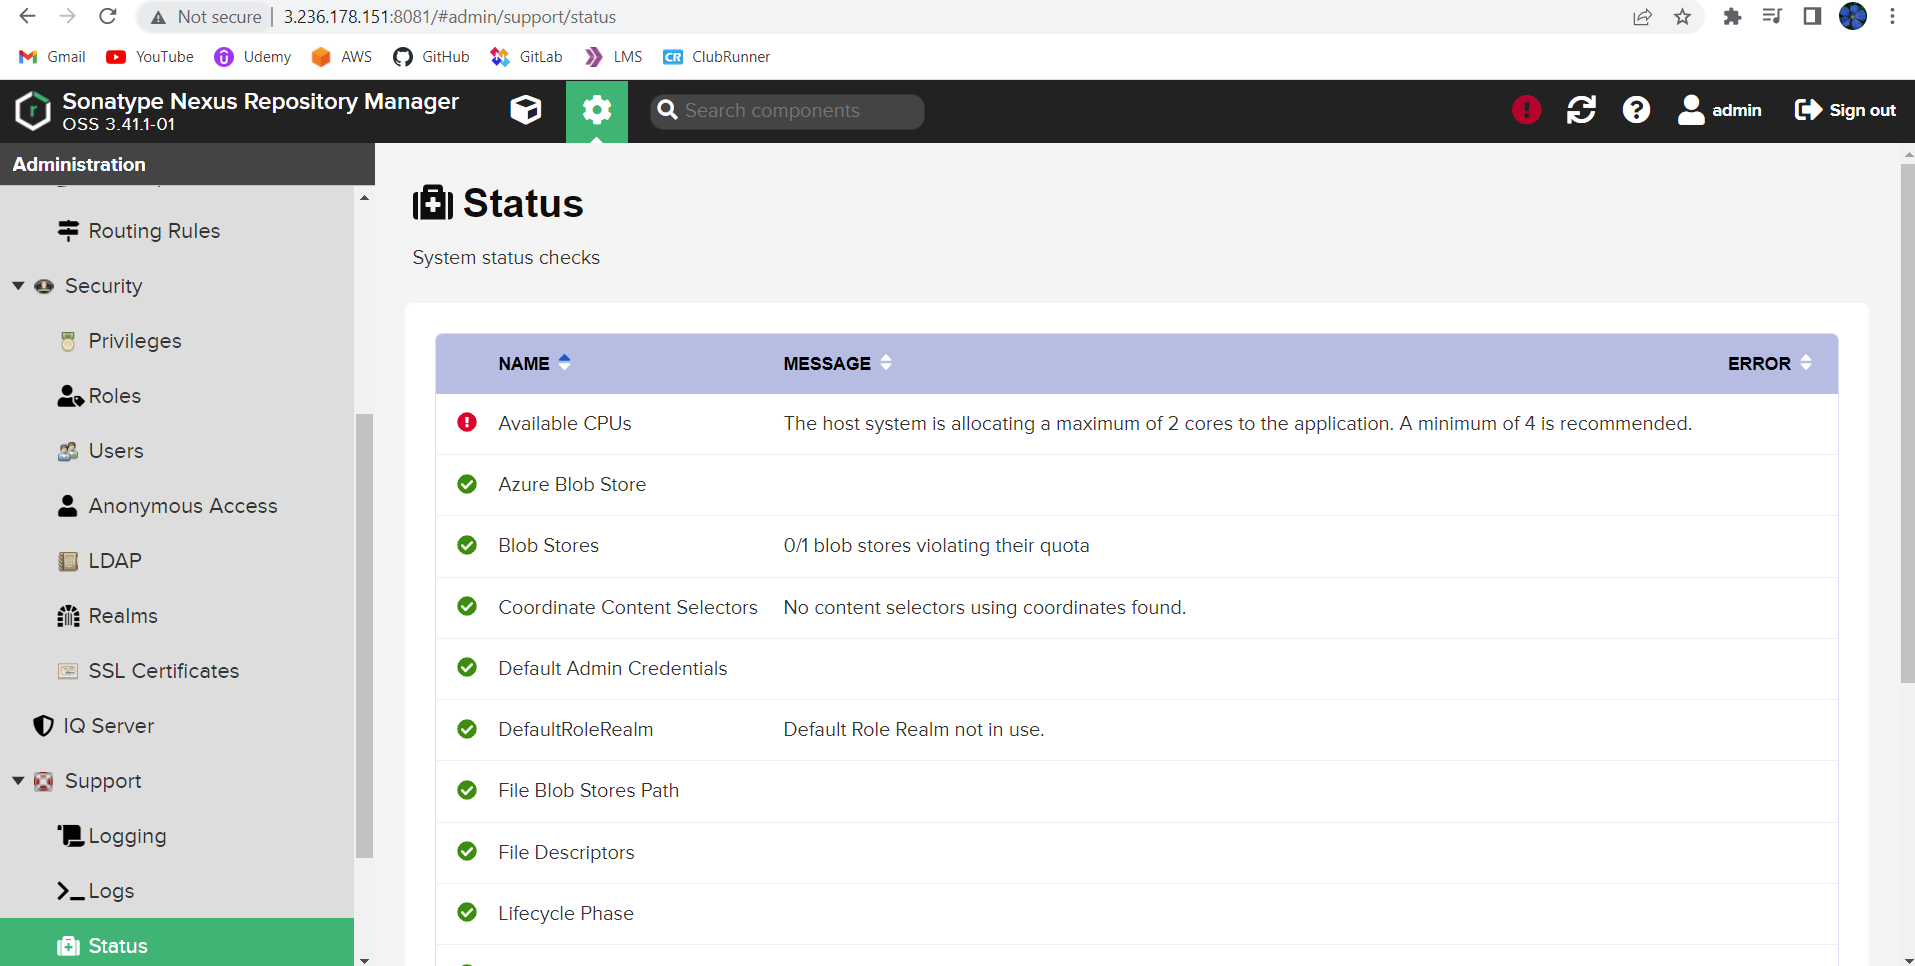 Not secure | 3.236.178.151:8081/#admin/support/status
Gmail YouTube Udemy AWS GitHub GitLab LMS CR ClubRunner
Sonatype Nexus Repository Manager
OSS 3.41.1-01
Search components
admin
Sign out
Administration
Routing Rules
Security
Privileges
Roles
Users
Anonymous Access
LDAP
Realms
SSL Certificates
IQ Server
Support
Logging
Logs
Status
Status
System status checks
NAME MESSAGE ERROR
Available CPUs The host system is allocating a maximum of 2 cores to the application. A minimum of 4 is recommended.
Azure Blob Store
Blob Stores 0/1 blob stores violating their quota
Coordinate Content Selectors No content selectors using coordinates found.
Default Admin Credentials
DefaultRoleRealm Default Role Realm not in use.
File Blob Stores Path
File Descriptors
Lifecycle Phase